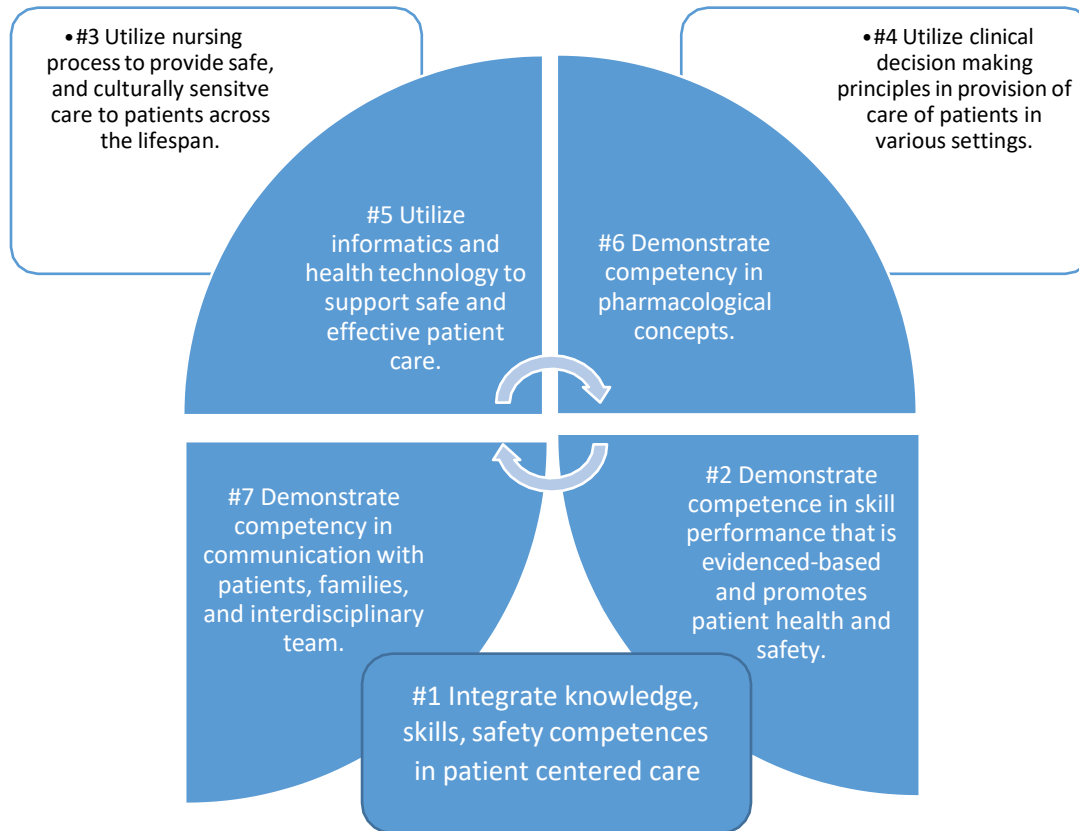 •#3 Utilize nursing
process to provide safe,
and culturally sensitve
care to patients across
the lifespan.
•#4 Utilize clinical
decision making
principles in provision of
care of patients in
various settings.
#5 Utilize
informatics and
health technology to
support safe and
effective patient
care.
#6 Demonstrate
competency in
pharmacological
concepts.
#7 Demonstrate
competency in
communication with
patients, families,
and interdisciplinary
team.
#2 Demonstrate
competence in skill
performance that is
evidenced-based
and promotes
patient health and
safety.
#1 Integrate knowledge,
skills, safety competences
in patient centered care